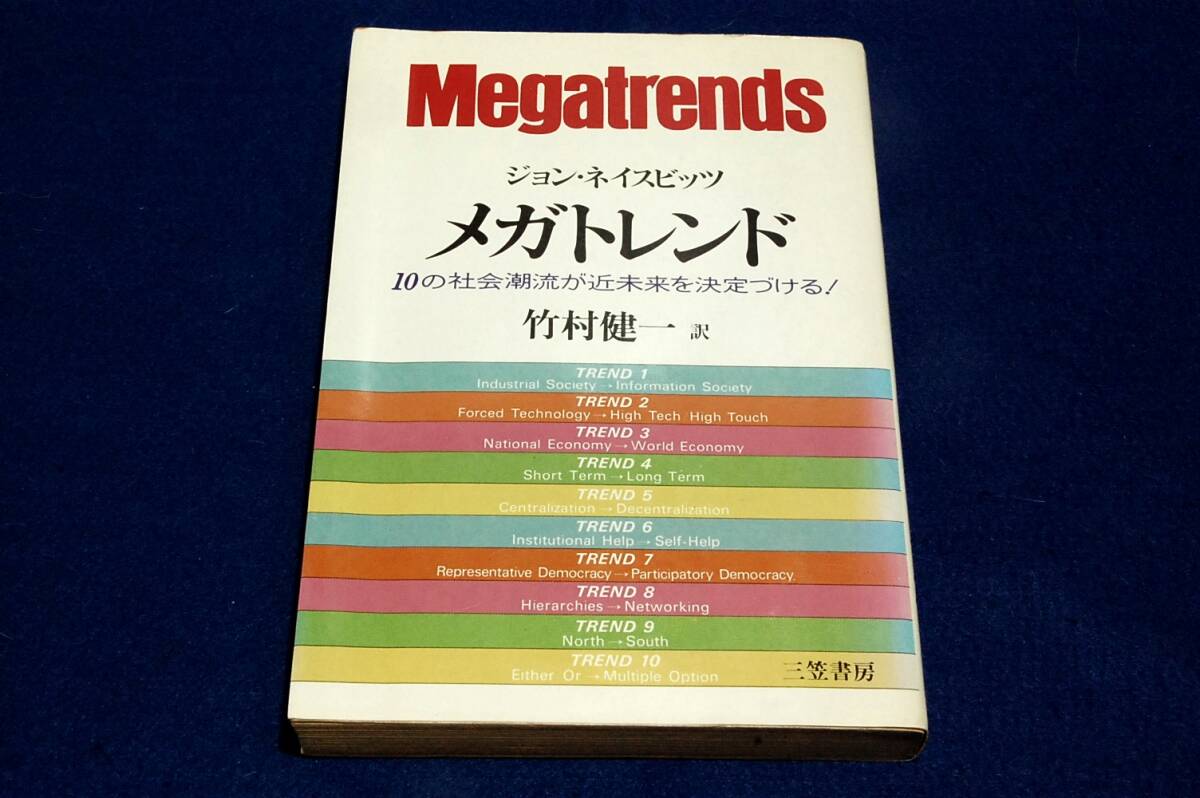 Megatrends
ジョン・ネイスビッツ
メガトレンド
10の社会潮流が近未来を決定づける!
竹村健一 訳
TREND 1
Industrial Society→Information Society
TREND 2
Forced Technology→High Tech High Touch
TREND 3
National Economy→World Economy
TREND 4
Short Term→Long Term
TREND 5
Centralization→Decentralization
TREND 6
Institutional Help→Self-Help
TREND 7
Representative Democracy→Participatory Democracy
TREND 8
Hierarchies→Networking
TREND 9
North→South
TREND 10
Either Or→Multiple Option
三笠書房